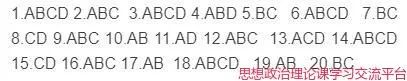 1.ABCD 2.ABC 3.ABCD 4.ABD 5.BC 6.ABCD 7.BC
8.CD 9.ABC 10.AB 11.AD 12.ABC 13.ACD 14.ABCD
15.CD 16.ABC 17.AB 18.ABCD 19.AB 20.BC
思想政治理论课学习交流平台